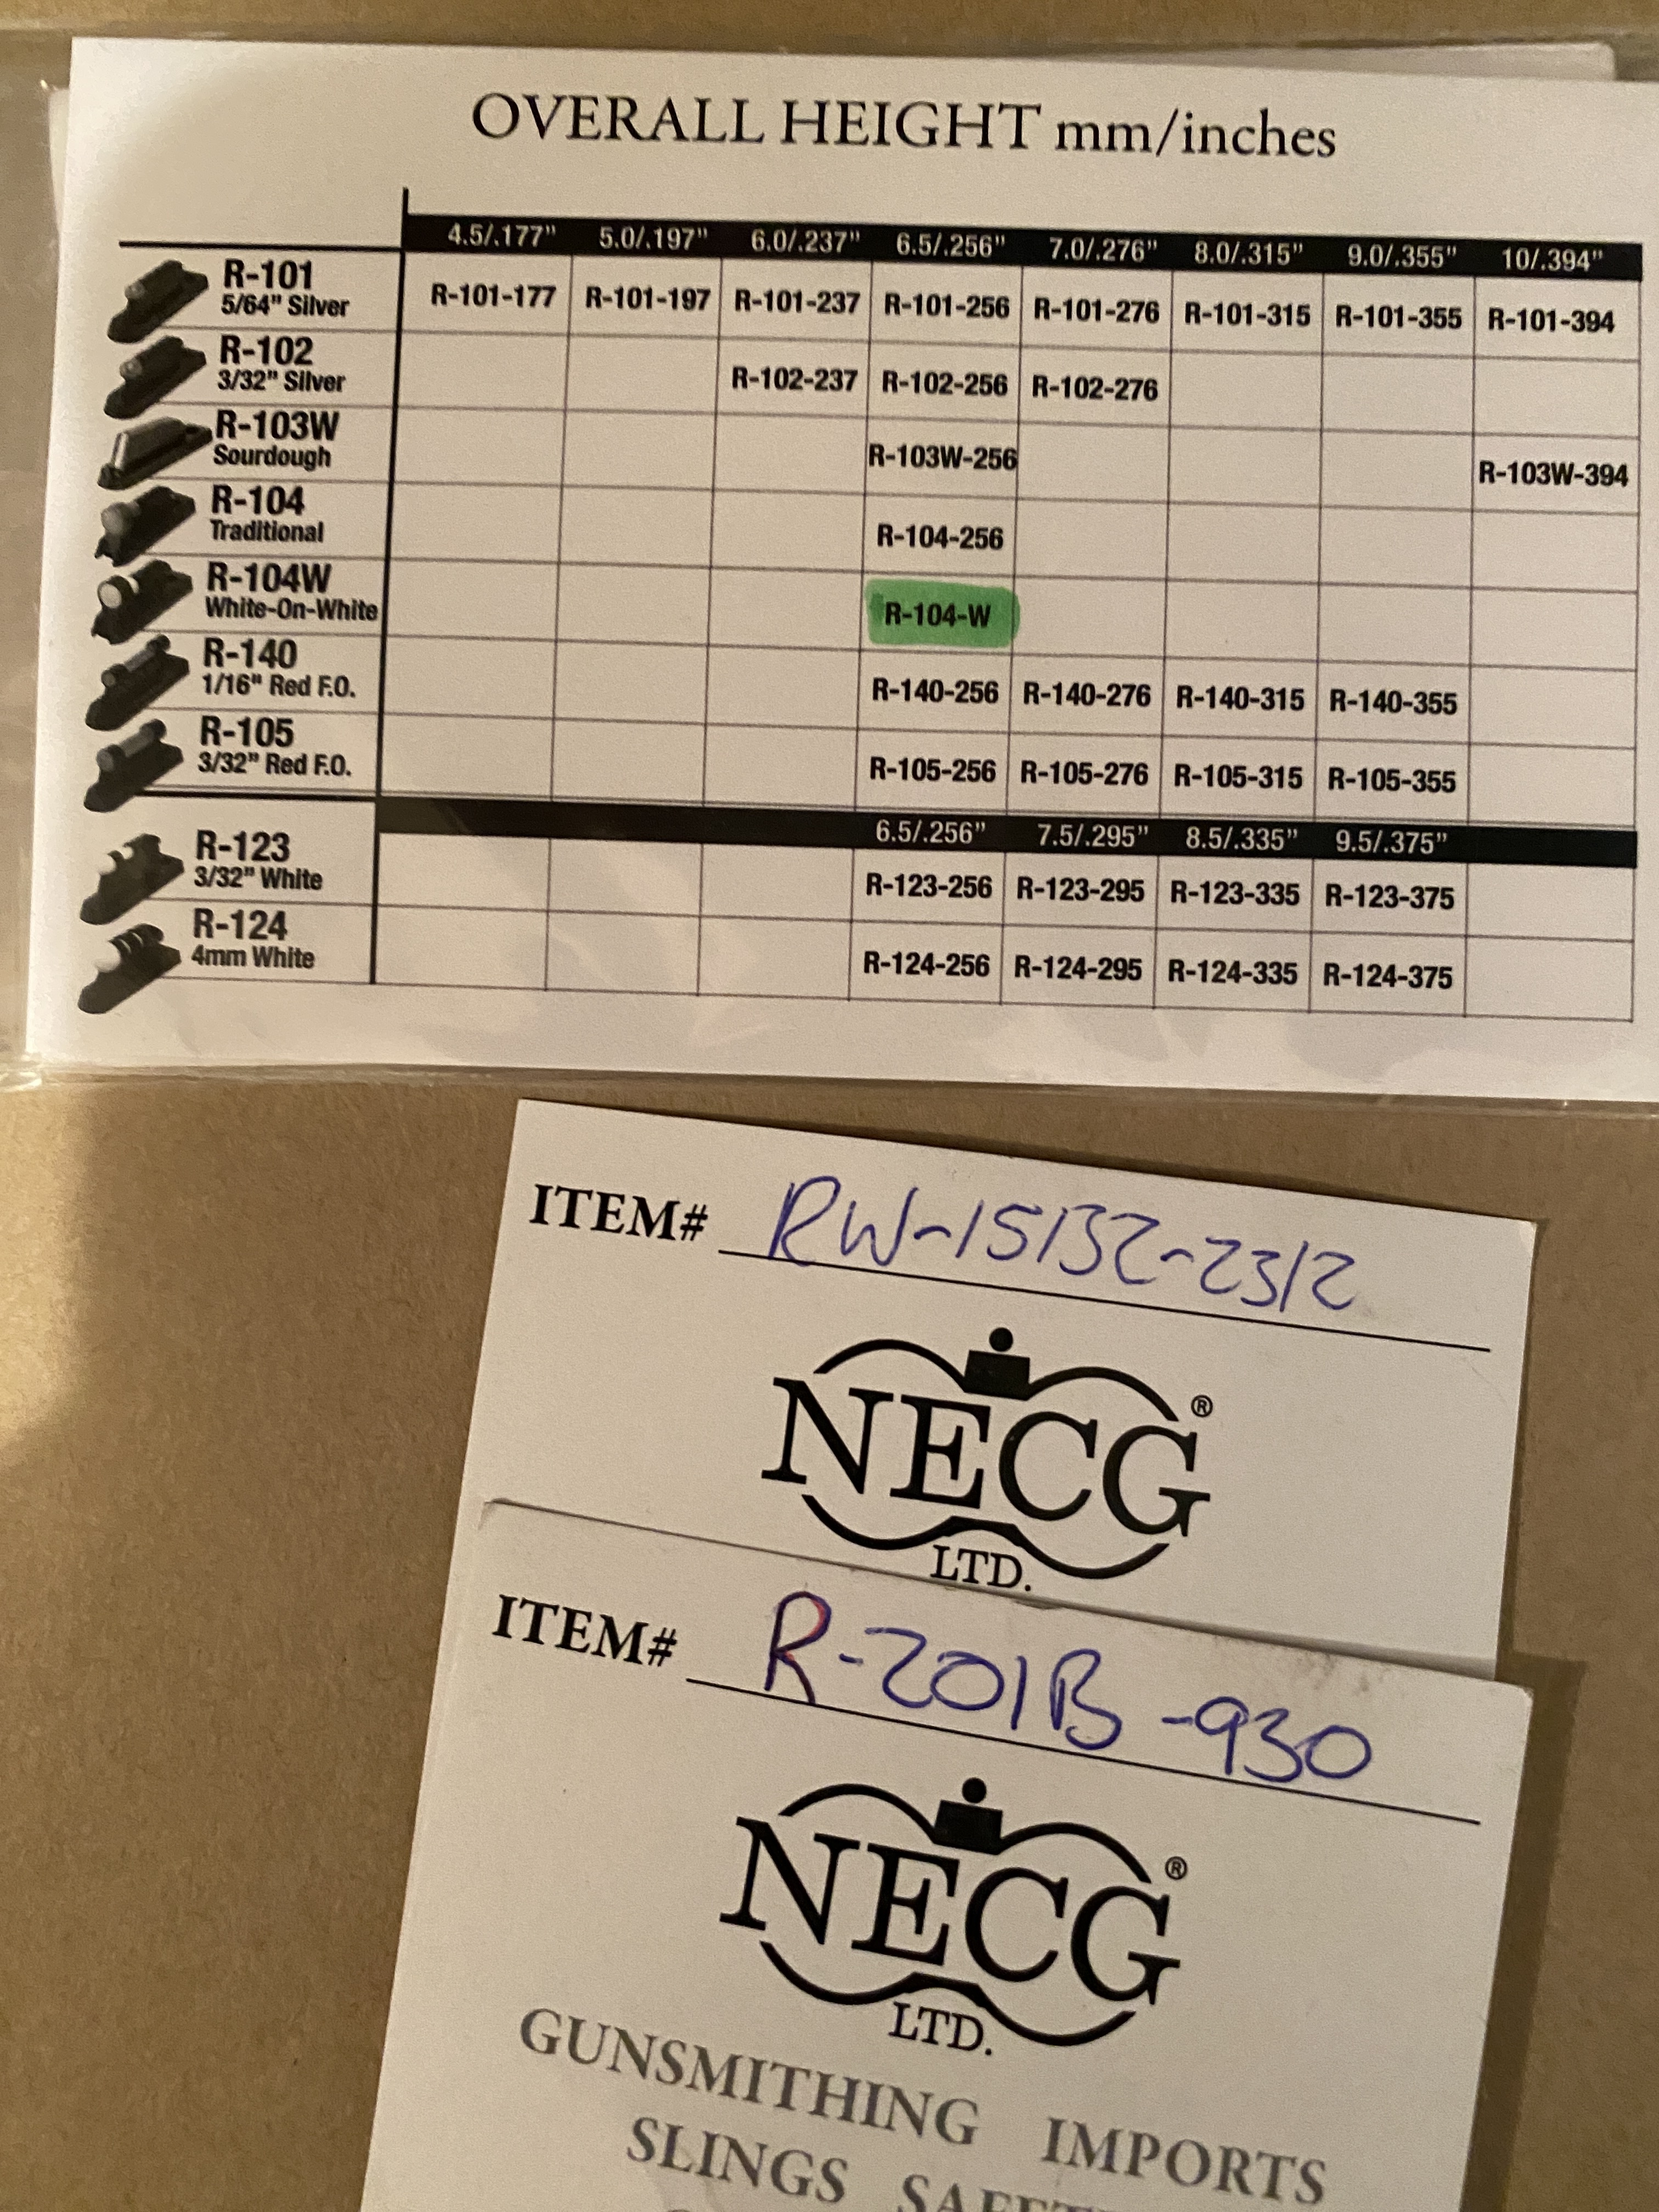 OVERALL HEIGHT mm/inches
4.5/.177" 5.0/.197" 6.0/.237" 6.5/.256" 7.0/.276" 8.0/.315" 9.0/.355" 10/.394"
R-101
5/64" Silver
R-101-177 R-101-197 R-101-237 R-101-256 R-101-276 R-101-315 R-101-355 R-101-394
R-102
3/32" Silver
R-102-237 R-102-256 R-102-276
R-103W
Sourdough
R-103W-256 R-103W-394
R-104
Traditional
R-104-256
R-104W
White-On-White
R-104-W
R-140
1/16" Red F.O.
R-140-256 R-140-276 R-140-315 R-140-355
R-105
3/32" Red F.O.
R-105-256 R-105-276 R-105-315 R-105-355
6.5/.256" 7.5/.295" 8.5/.335" 9.5/.375"
R-123
3/32" White
R-123-256 R-123-295 R-123-335 R-123-375
R-124
4mm White
R-124-256 R-124-295 R-124-335 R-124-375
ITEM# RW-15132-2312
NECG®
LTD.
ITEM# R-201B-930
NECG®
LTD.
GUNSMITHING IMPORTS
SLINGS